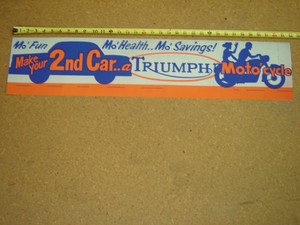 Mo' Fun Mo' Health.. Mo' Savings!
Make your 2nd Car..a TRIUMPH Motorcycle